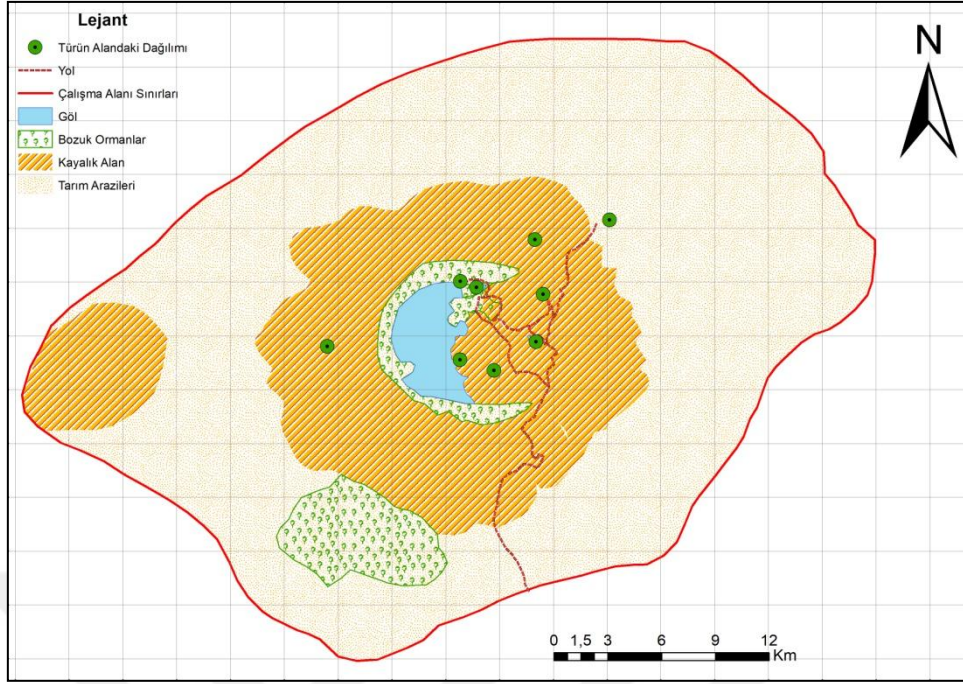 Lejant
Türün Alandaki Dağılımı
Yol
Çalışma Alanı Sınırları
Göl
Bozuk Ormanlar
Kayalık Alan
Tarım Arazileri
N
0 1,5 3 6 9 12
Km